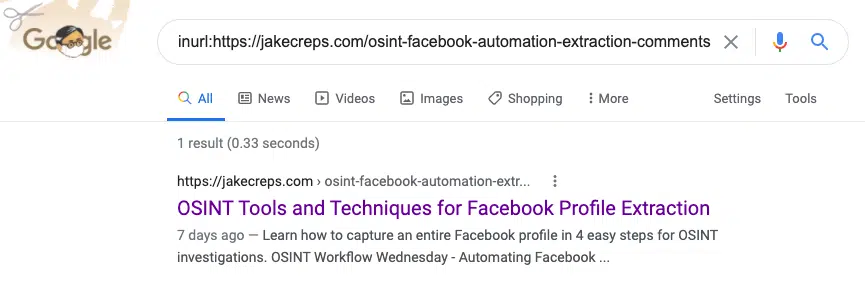 Google
inurl:https://jakecreps.com/osint-facebook-automation-extraction-comments
All News Videos Images Shopping More Settings Tools
1 result (0.33 seconds)
https://jakecreps.com › osint-facebook-automation-extr...
OSINT Tools and Techniques for Facebook Profile Extraction
7 days ago — Learn how to capture an entire Facebook profile in 4 easy steps for OSINT
investigations. OSINT Workflow Wednesday - Automating Facebook ...